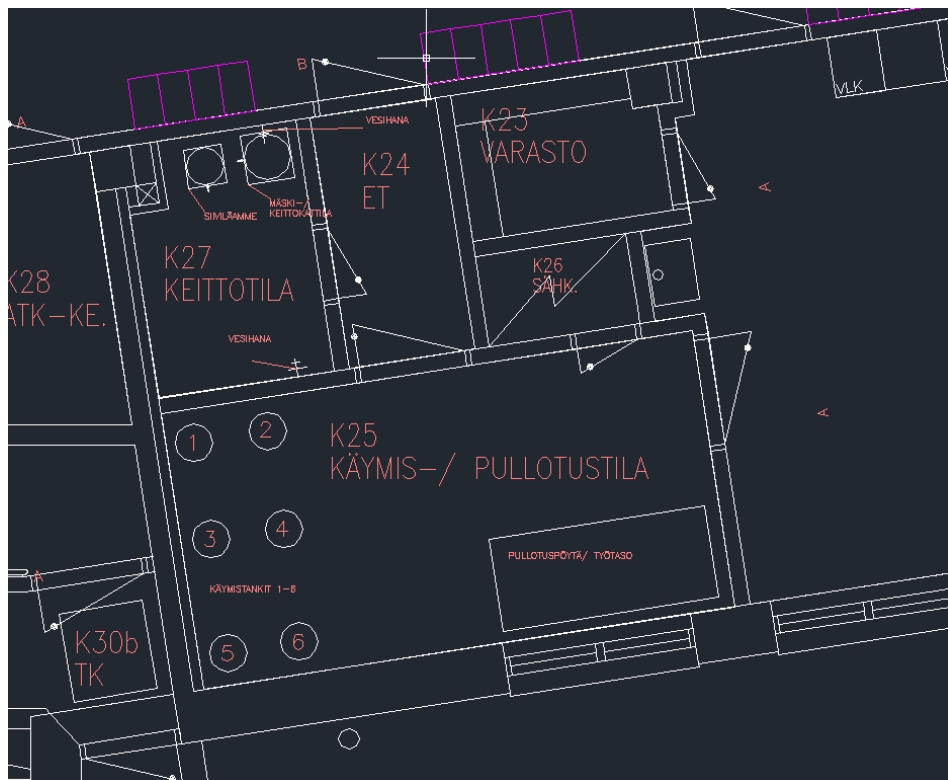 A
B
VLK
VESIHANA
K23
VARASTO
K24
ET
A
SIIVILÄAMME
MÄSKI-/
KEITTOKATTILA
K27
KEITTOTILA
K26
SÄHK.
K28
ATK-KE.
VESIHANA
A
1
2
K25
KÄYMIS-/ PULLOTUSTILA
3
4
PULLOTUSPÖYTÄ/ TYÖTASO
A
KÄYMISTANKIT 1-6
K30b
TK
5
6